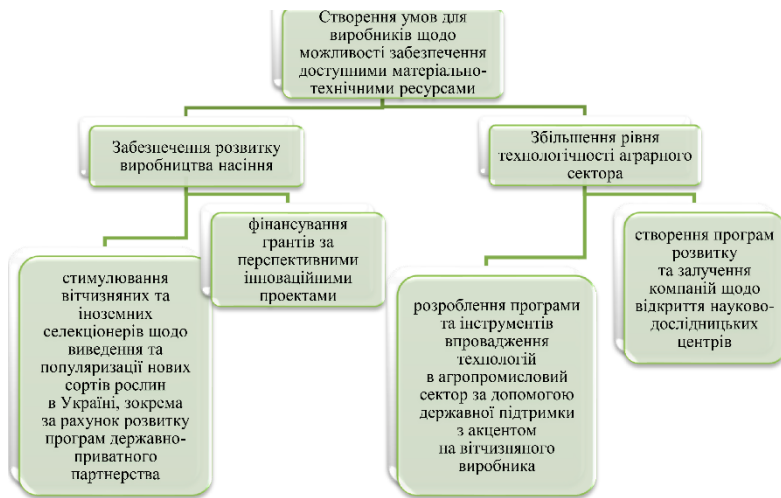 Створення умов для
виробників щодо
можливості забезпечення
доступними матеріально-
технічними ресурсами
Забезпечення розвитку
виробництва насіння
Збільшення рівня
технологічності аграрного
сектора
фінансування
грантів за
перспективними
інноваційними
проектами
стимулювання
вітчизняних та
іноземних
селекціонерів щодо
виведення та
популяризації нових
сортів рослин
в Україні, зокрема
за рахунок розвитку
програм державно-
приватного
партнерства
створення програм
розвитку
та залучення
компаній щодо
відкриття науково-
дослідницьких
центрів
розроблення програми
та інструментів
впровадження
технологій
в агропромисловий
сектор за допомогою
державної підтримки
з акцентом
на вітчизняного
виробника